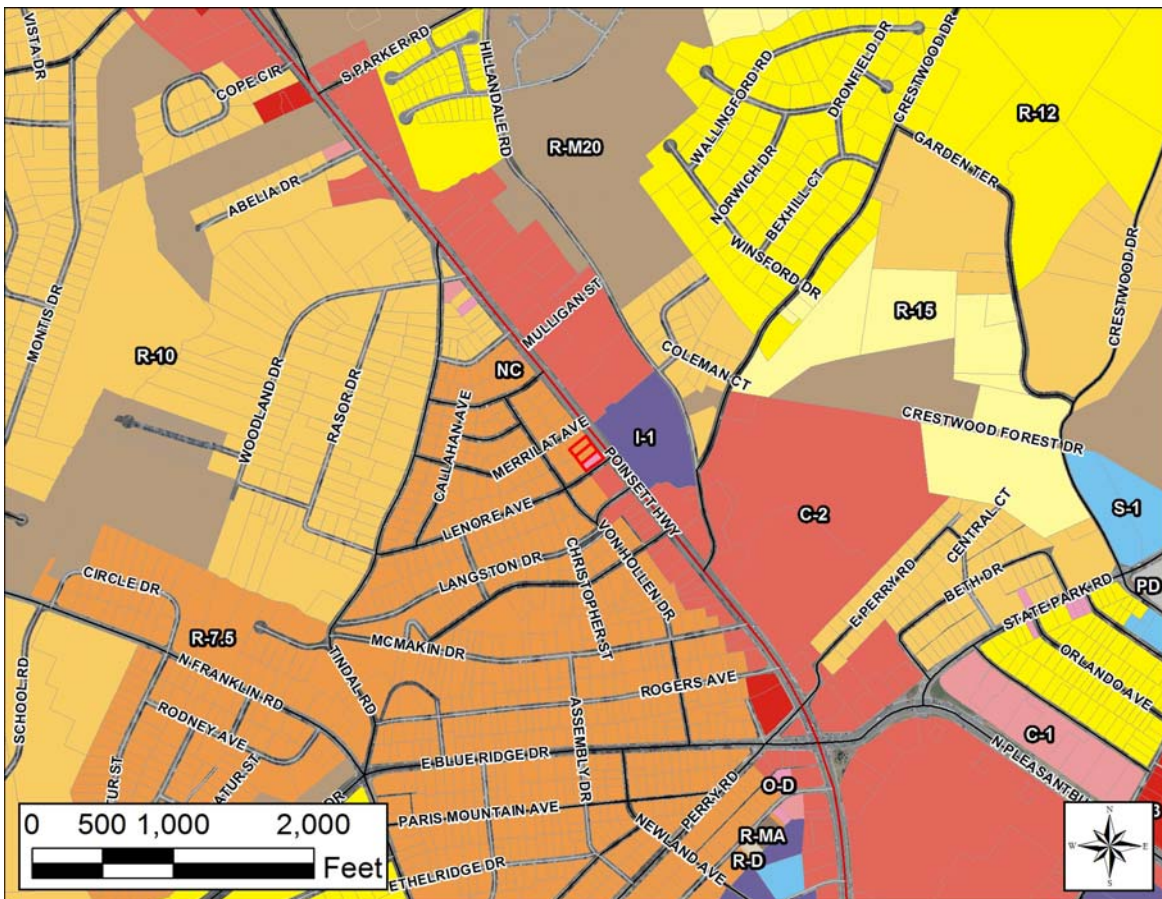 VISTA DR
COPE CIR
S PARKER RD
HILLANDALE RD
WALLINGFORD RD
DRONFIELD DR
CRESTWOOD DR
R-12
GARDEN TER
R-M20
NORWICH DR
BEXHILL CT
ABELIA DR
WINSFORD DR
CRESTWOOD DR
MONTIS DR
R-15
MULLIGAN ST
R-10
NC
COLEMAN CT
WOODLAND DR
RASOR DR
CALLAHAN AVE
MERRILAT AVE
I-1
CRESTWOOD FOREST DR
POINSETT HWY
LENORE AVE
C-2
S-1
CENTRAL CT
LANGSTON DR
VON HOLLEN DR
CHRISTOPHER ST
E PERRY RD
BETH DR
STATE PARK RD
PD
CIRCLE DR
R-7.5
MCMAKIN DR
ORLANDO AVE
N FRANKLIN RD
TINDAL RD
SCHOOL RD
ROGERS AVE
ASSEMBLY DR
RODNEY AVE
C-1
E BLUE RIDGE DR
O-D
PERRY RD
PARIS MOUNTAIN AVE
NEWLAND AVE
R-MA
R-D
ETHELRIDGE DR
0 500 1,000 2,000
Feet
N
W E
S